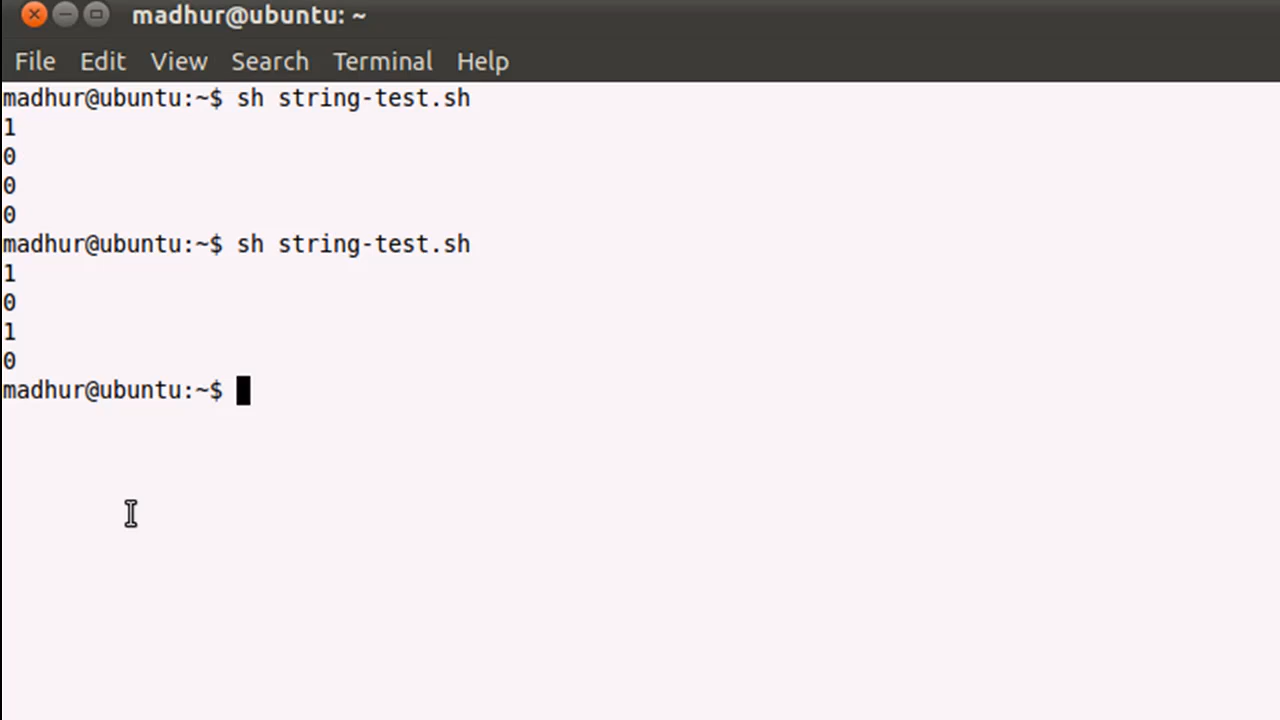 madhur@ubuntu: ~
File Edit View Search Terminal Help
madhur@ubuntu:~$ sh string-test.sh
1
0
0
0
madhur@ubuntu:~$ sh string-test.sh
1
0
1
0
madhur@ubuntu:~$